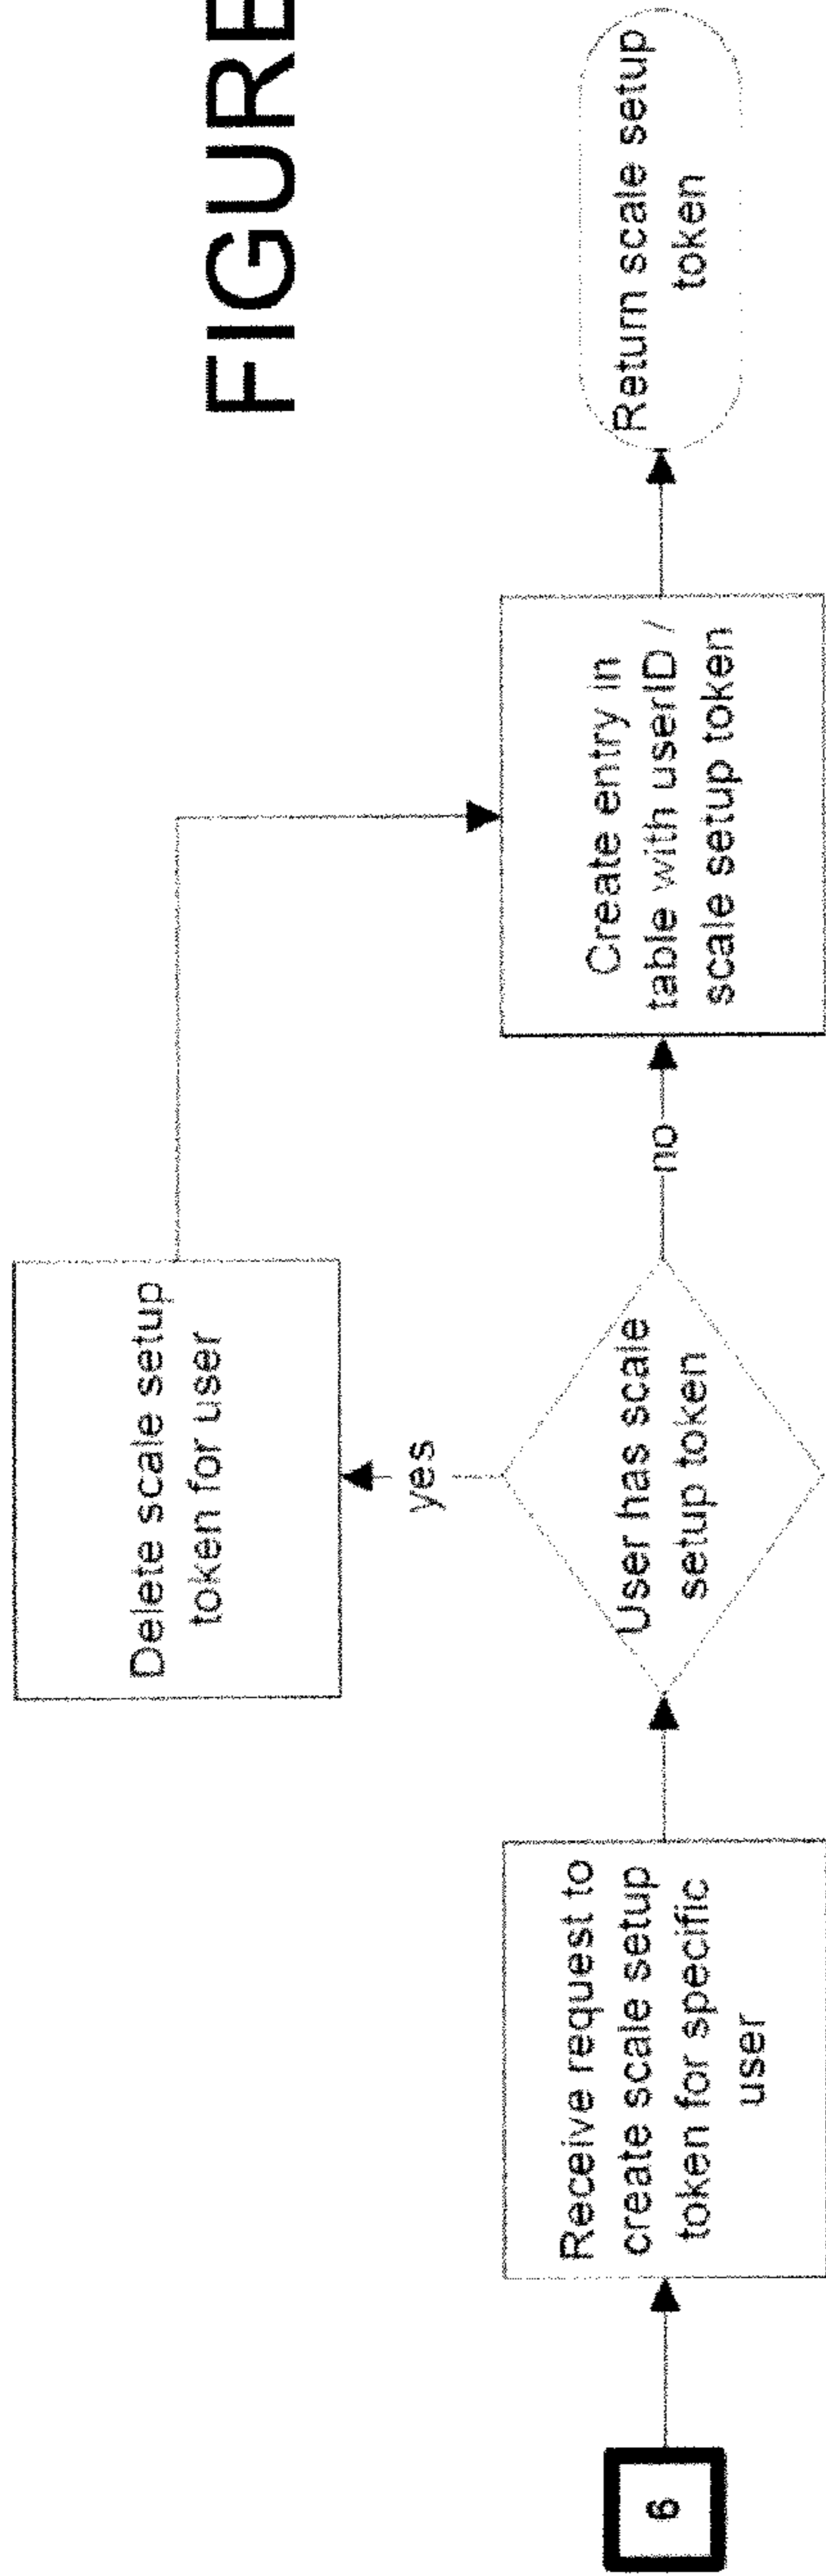 FIGURE
6
Receive request to
create scale setup
token for specific
user
User has scale
setup token
yes
Delete scale setup
token for user
no
Create entry in
table with userID /
scale setup token
Return scale setup
token